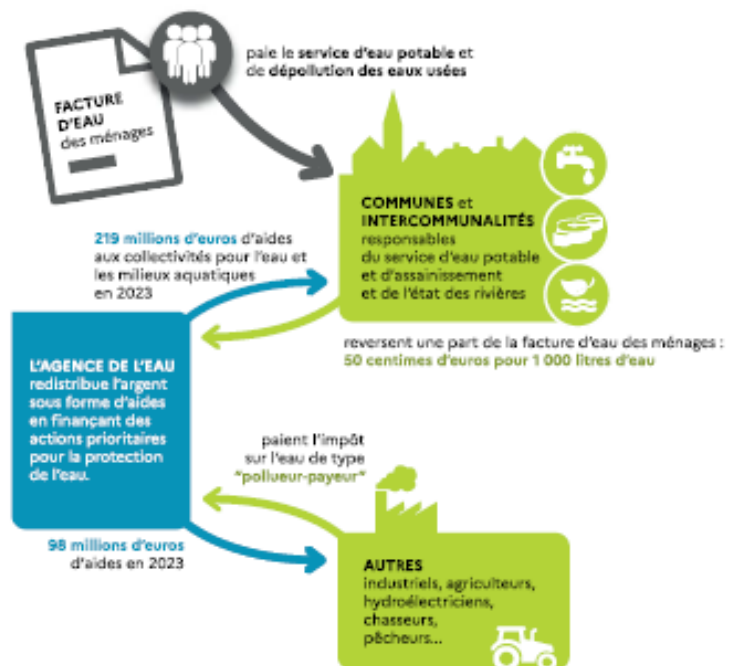 paie le service d'eau potable et
de dépollution des eaux usées
FACTURE
D'EAU
des ménages
COMMUNES et
INTERCOMMUNALITÉS
responsables
du service d'eau potable
et d'assainissement
et de l'état des rivières
219 millions d'euros d'aides
aux collectivités pour l'eau et
les milieux aquatiques
en 2023
reversent une part de la facture d'eau des ménages :
50 centimes d'euros pour 1 000 litres d'eau
L'AGENCE DE L'EAU
redistribue l'argent
sous forme d'aides
en finançant des
actions prioritaires
pour la protection
de l'eau.
paient l'impôt
sur l'eau de type
"pollueur-payeur"
98 millions d'euros
d'aides en 2023
AUTRES
industriels, agriculteurs,
hydroélectriciens,
chasseurs,
pêcheurs...